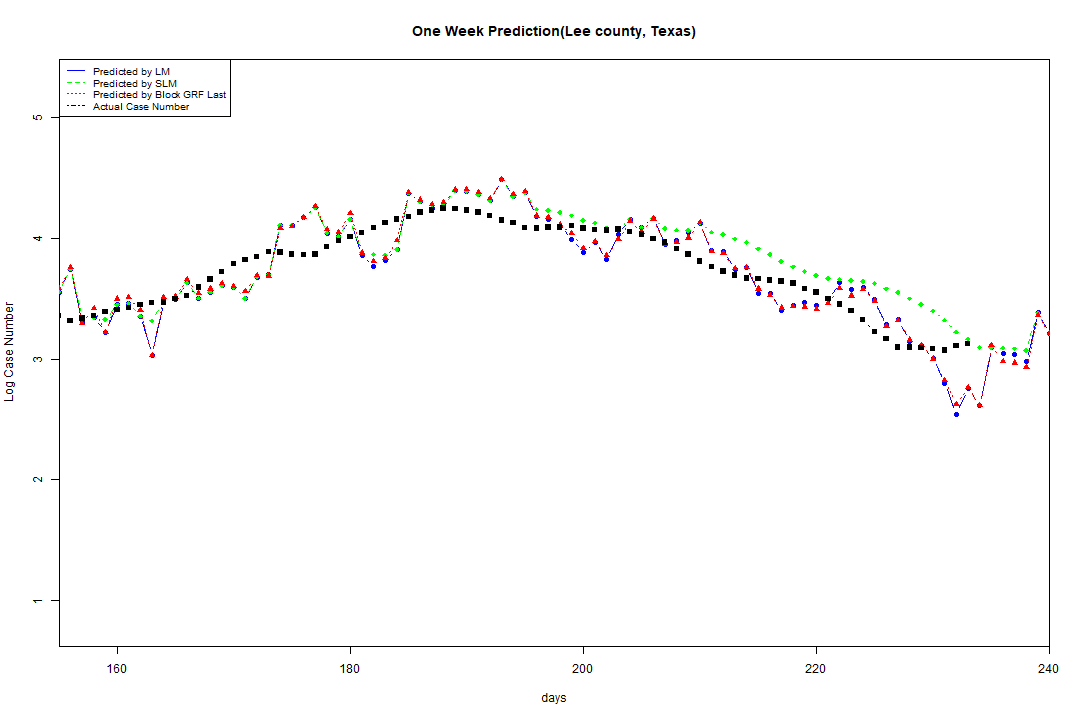 One Week Prediction(Lee county, Texas)
Predicted by LM
Predicted by SLM
Predicted by Block GRF Last
Actual Case Number
5
4
3
2
1
Log Case Number
160 180 200 220 240
days